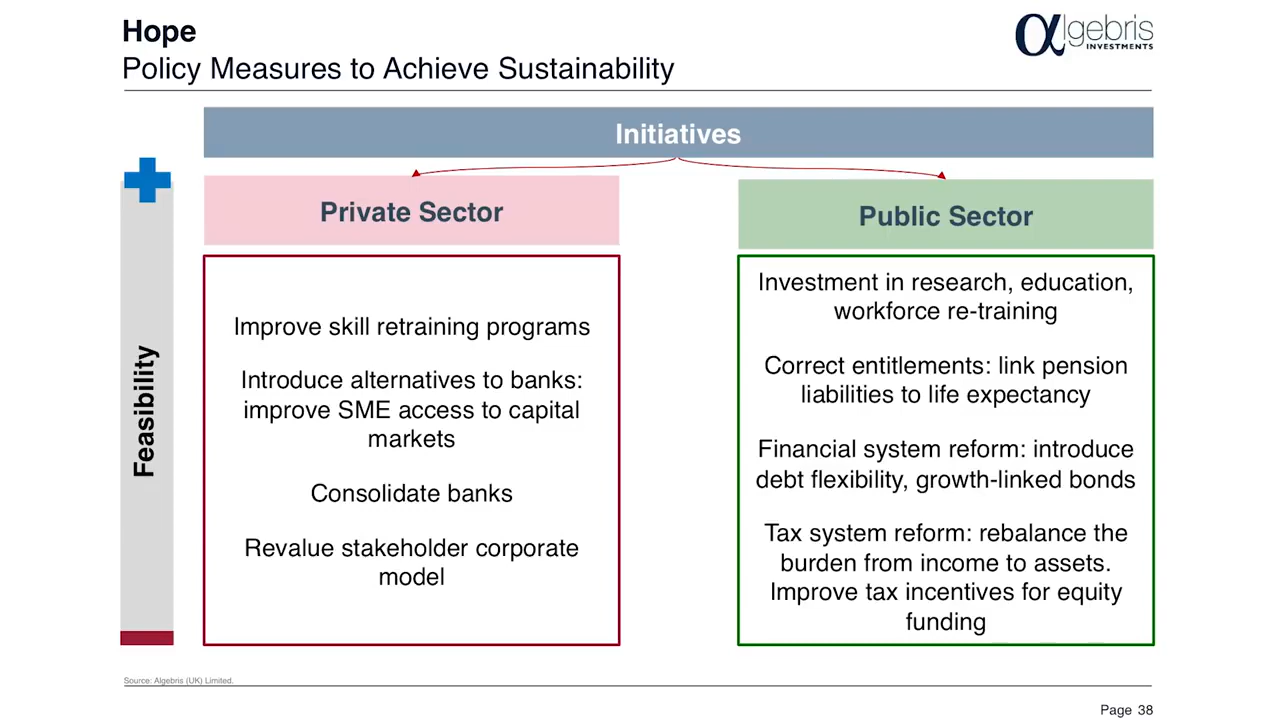 Hope
Policy Measures to Achieve Sustainability
αlgebris
INVESTMENTS
Initiatives
Private Sector
Public Sector
Feasibility
Improve skill retraining programs
Introduce alternatives to banks:
improve SME access to capital
markets
Consolidate banks
Revalue stakeholder corporate
model
Investment in research, education,
workforce re-training
Correct entitlements: link pension
liabilities to life expectancy
Financial system reform: introduce
debt flexibility, growth-linked bonds
Tax system reform: rebalance the
burden from income to assets.
Improve tax incentives for equity
funding
Source: Algebris (UK) Limited.
Page 38